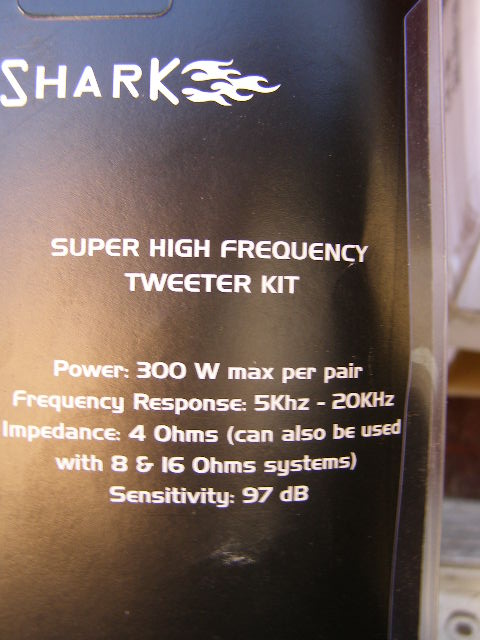 SHARK
SUPER HIGH FREQUENCY
TWEETER KIT
Power: 300 W max per pair
Frequency Response: 5Khz - 20KHz
Impedance: 4 Ohms (can also be used
with 8 & 16 Ohms systems)
Sensitivity: 97 dB